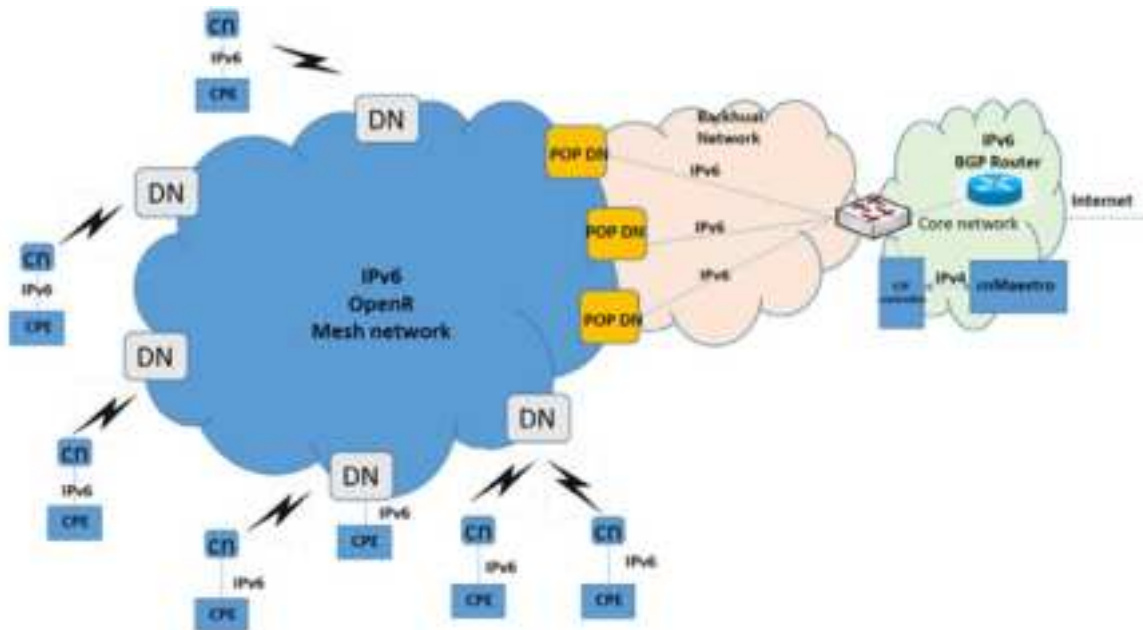 cn
IPv6
CPE
DN
DN
cn
IPv6
CPE
DN
cn
IPv6
CPE
IPv6
OpenR
Mesh network
POP DN
POP DN
POP DN
Backhual
Network
IPv6
IPv6
IPv6
IPv6
BGP Router
Core network
Internet
IPv4
cnMaestro
DN
DN
IPv6
CPE
cn
IPv6
CPE
cn
IPv6
CPE
cn
IPv6
CPE